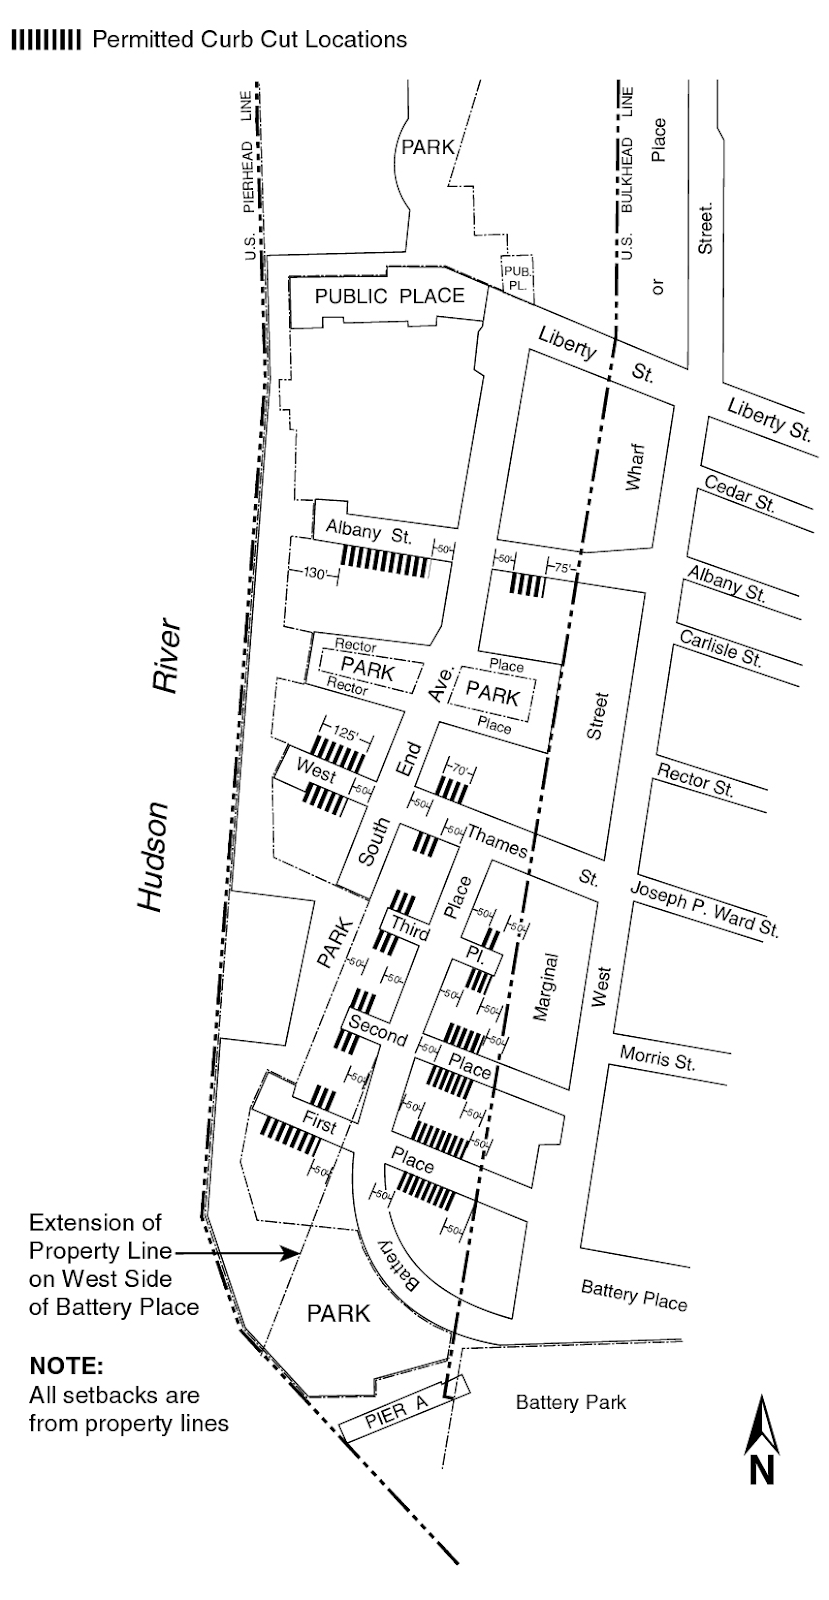 Permitted Curb Cut Locations
U.S. PIERHEAD LINE
PARK
U.S. BULKHEAD LINE
Place
or
Street.
PUB.
PL.
PUBLIC PLACE
Liberty St.
Liberty St.
Wharf
Cedar St.
Albany St.
50'
50'
75'
130'
Albany St.
Carlisle St.
Rector Place
PARK
Rector Place
PARK
Ave.
Street
River
125'
West
50'
End
70'
Rector St.
50'
50'
South
Thames St.
Hudson
Joseph P. Ward St.
Place
Third Pl.
50'
50'
PARK
50'
50'
Marginal
West
50'
50'
Second Place
50'
50'
Morris St.
50'
50'
50'
First Place
50'
50'
50'
50'
Extension of
Property Line
on West Side
of Battery Place
Battery
PARK
Battery Place
NOTE:
All setbacks are
from property lines
PIER A
Battery Park
N